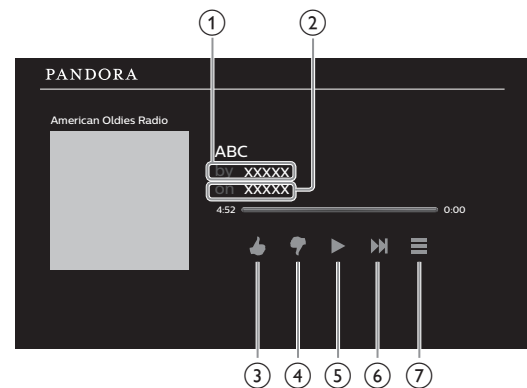 1 2
PANDORA
American Oldies Radio
ABC
by xxxxx
on xxxxx
4:52 0:00
3 4 5 6 7